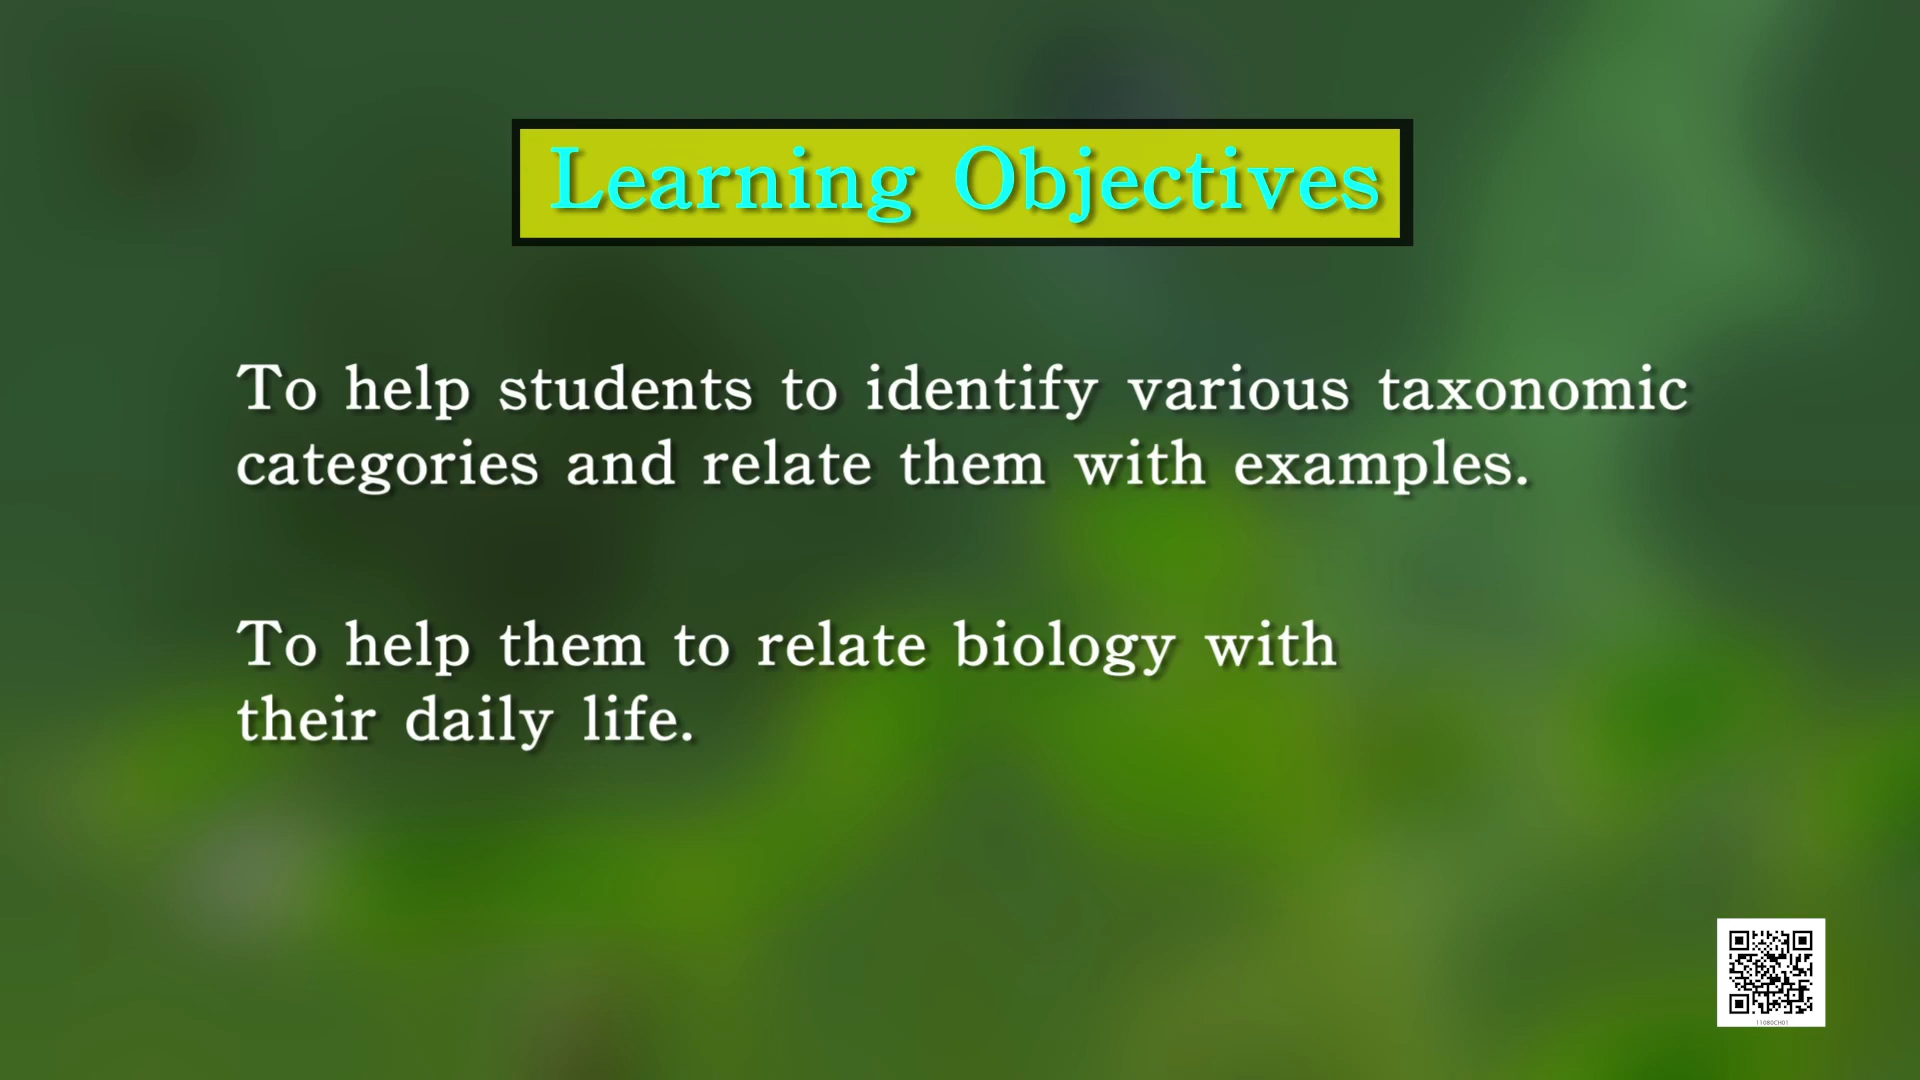 Learning Objectives
To help students to identify various taxonomic
categories and relate them with examples.
To help them to relate biology with
their daily life.
11080CH01